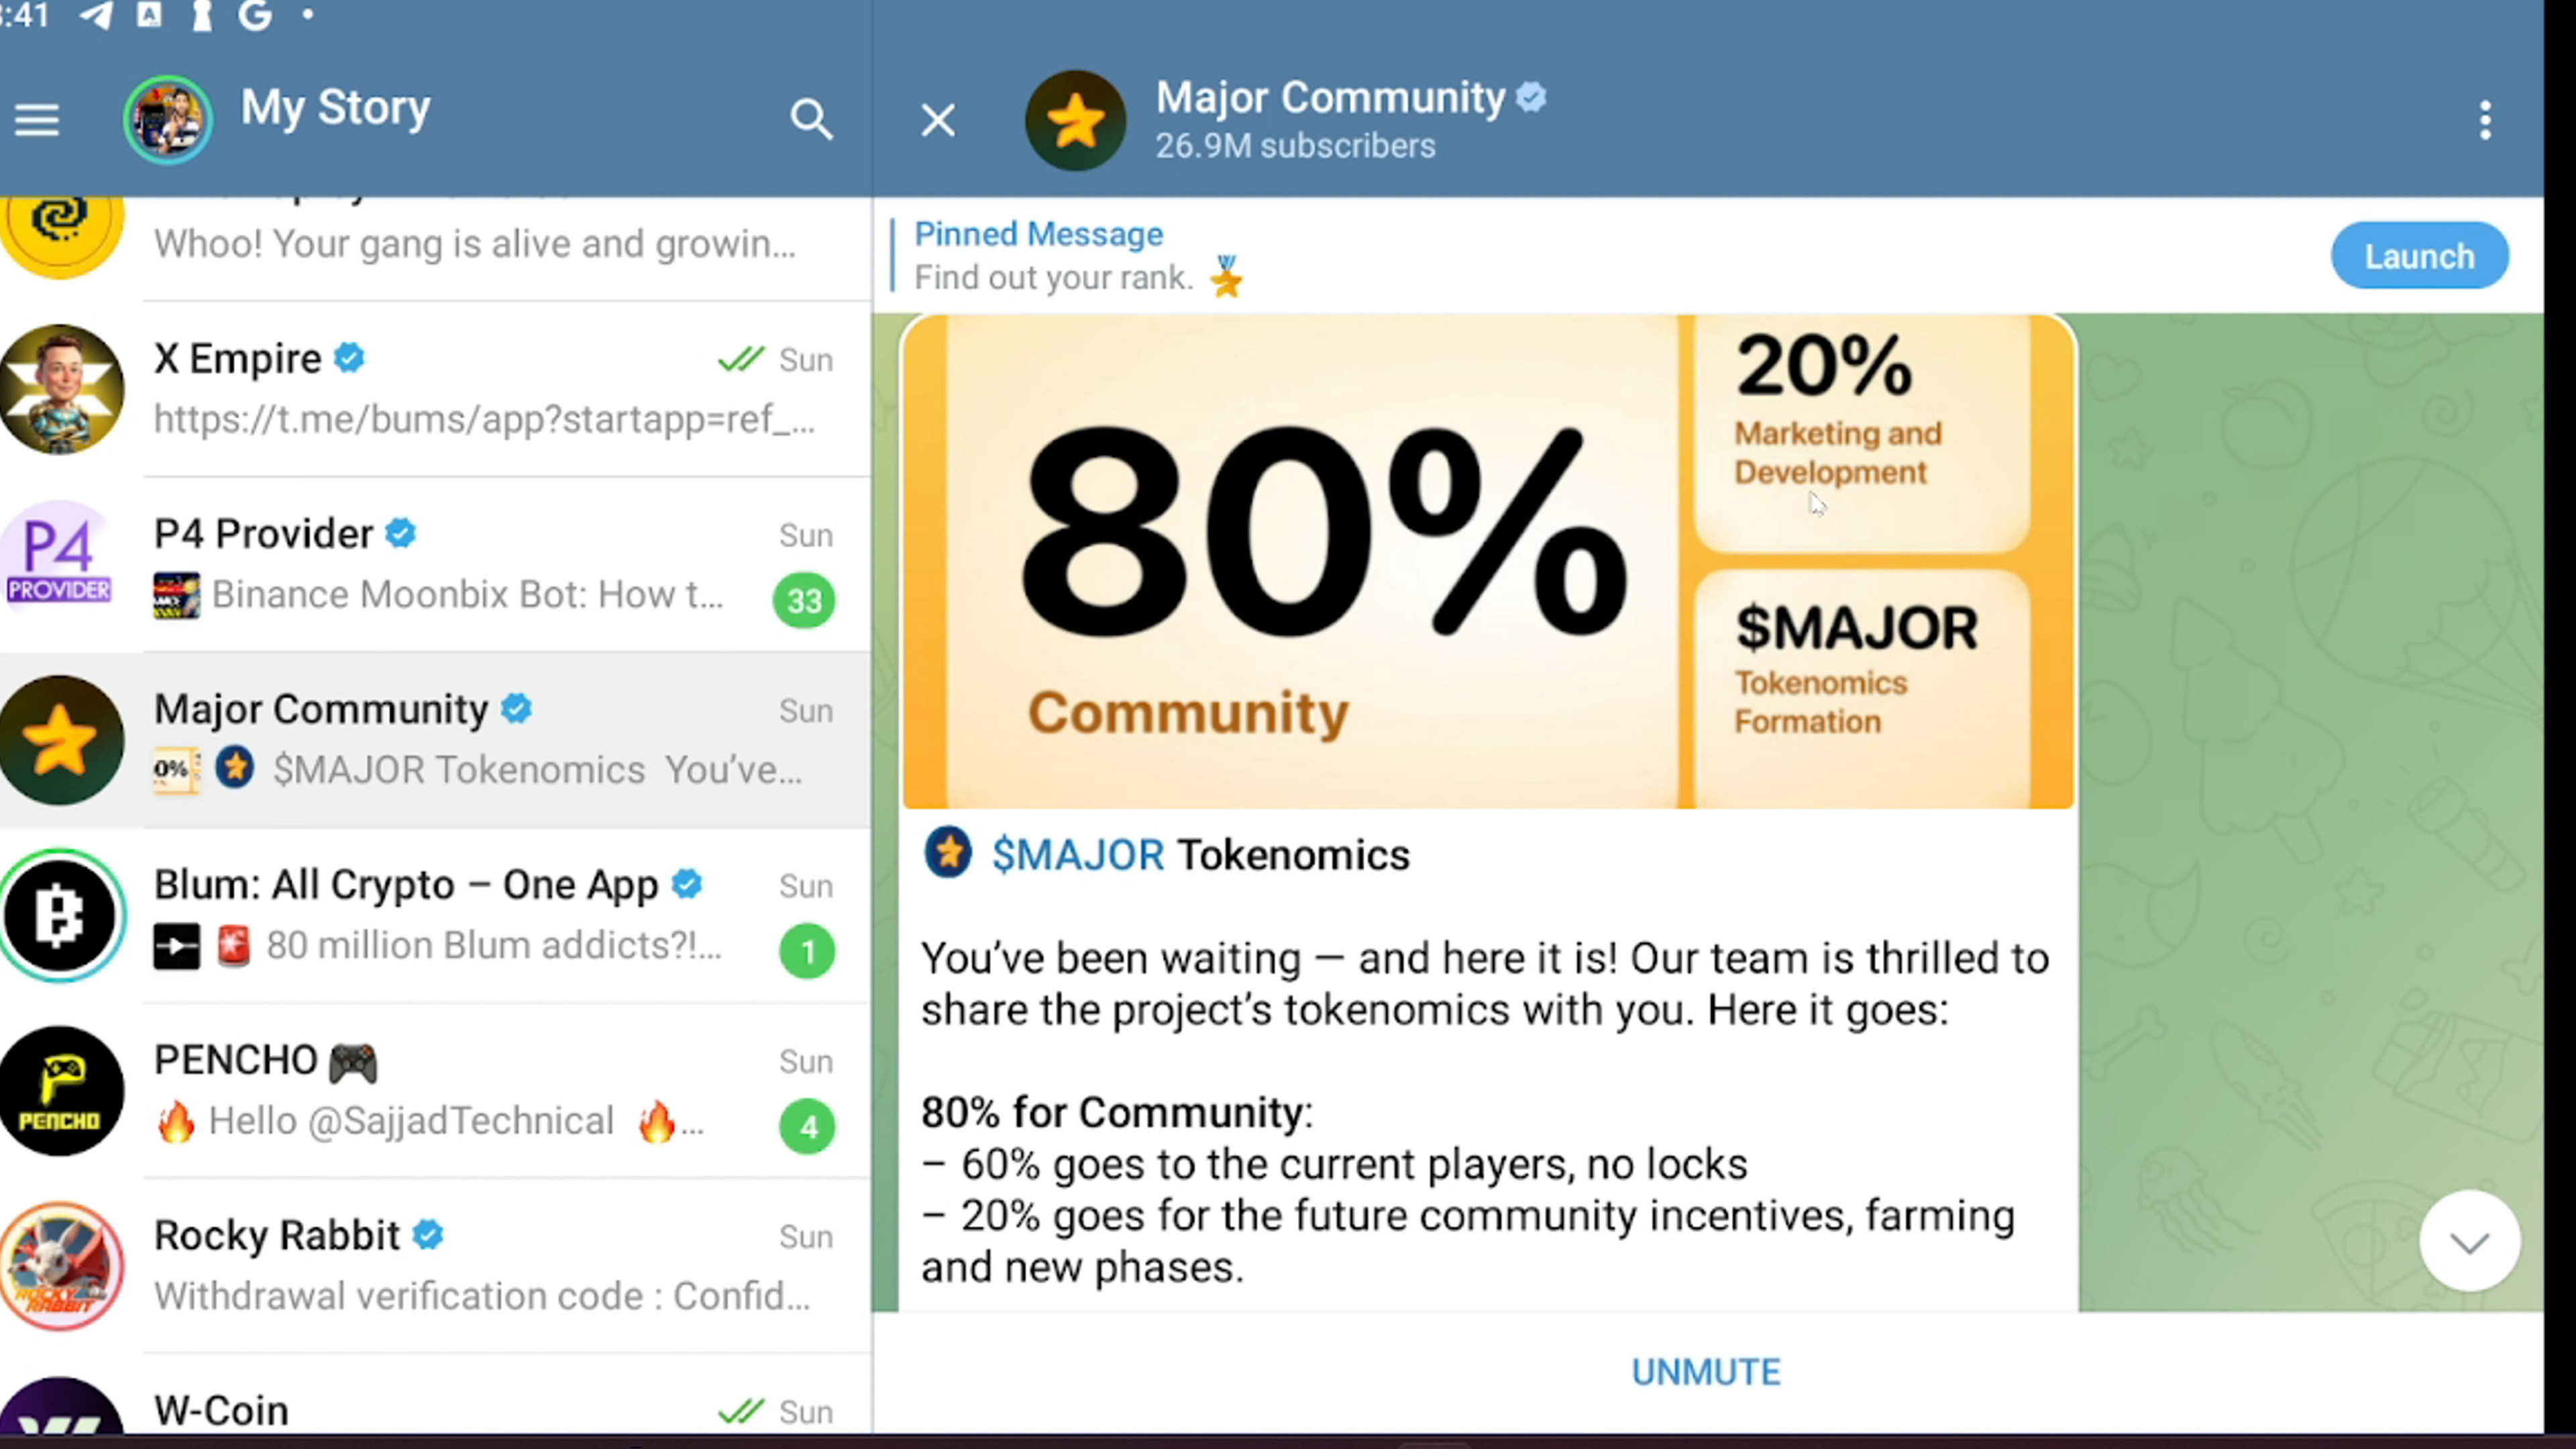 :41
My Story
Whoo! Your gang is alive and growin...
X Empire
Sun
https://t.me/bums/app?startapp=ref_...
P4
PROVIDER
P4 Provider
Sun
Binance Moonbix Bot: How t...
33
Major Community
Sun
0%
$MAJOR Tokenomics You’ve...
Blum: All Crypto – One App
Sun
80 million Blum addicts?!...
1
PENCHO
PENCHO
Sun
Hello @SajjadTechnical ...
4
ROCKY
RABBIT
Rocky Rabbit
Sun
Withdrawal verification code : Confid...
W-Coin
Sun
Major Community
26.9M subscribers
Pinned Message
Find out your rank.
Launch
80%
Community
20%
Marketing and
Development
$MAJOR
Tokenomics
Formation
$MAJOR Tokenomics
You’ve been waiting — and here it is! Our team is thrilled to
share the project’s tokenomics with you. Here it goes:
80% for Community:
– 60% goes to the current players, no locks
– 20% goes for the future community incentives, farming
and new phases.
UNMUTE